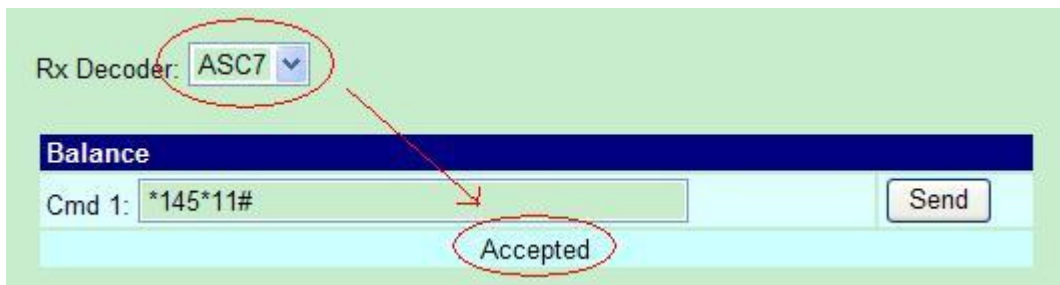 Rx Decoder: ASC7
Balance
Cmd 1: *145*11# Send
Accepted